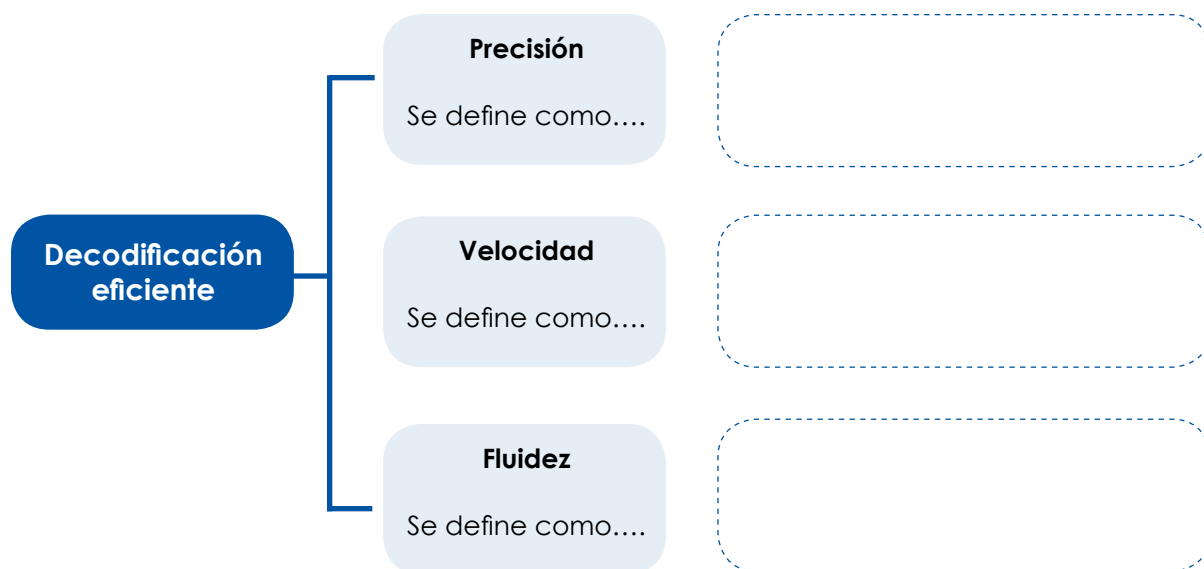 Decodificación
eficiente
Precisión
Se define como....
Velocidad
Se define como....
Fluidez
Se define como....